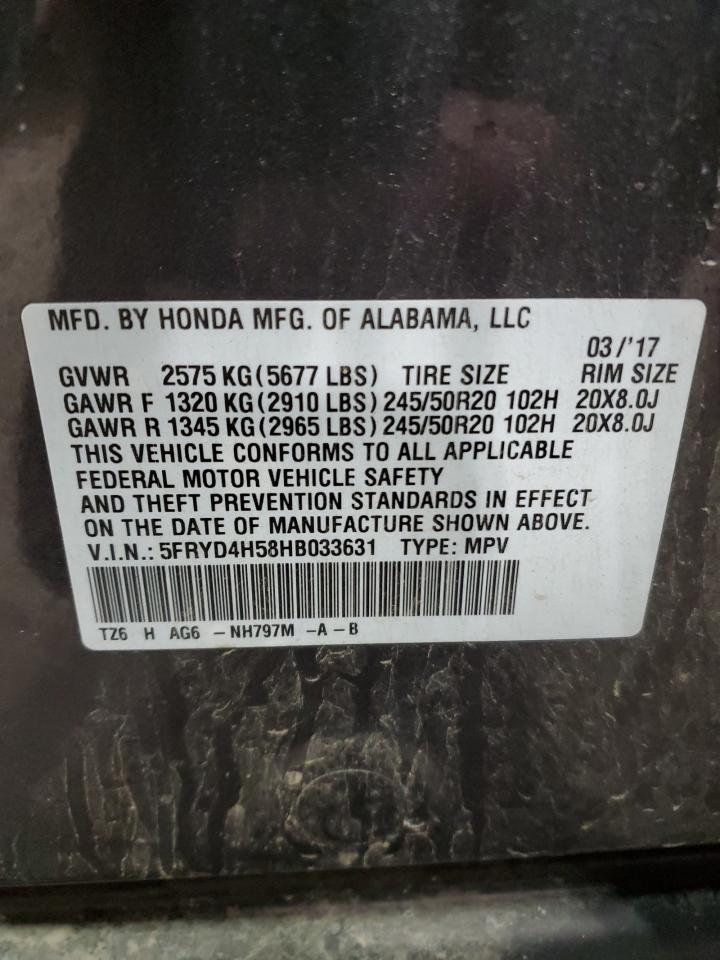 MFD. BY HONDA MFG. OF ALABAMA, LLC
03/'17
GVWR 2575 KG (5677 LBS) TIRE SIZE RIM SIZE
GAWR F 1320 KG (2910 LBS) 245/50R20 102H 20X8.0J
GAWR R 1345 KG (2965 LBS) 245/50R20 102H 20X8.0J
THIS VEHICLE CONFORMS TO ALL APPLICABLE
FEDERAL MOTOR VEHICLE SAFETY
AND THEFT PREVENTION STANDARDS IN EFFECT
ON THE DATE OF MANUFACTURE SHOWN ABOVE.
V.I.N.: 5FRYD4H58HB033631 TYPE: MPV
TZ6 H AG6 -NH797M -A-B